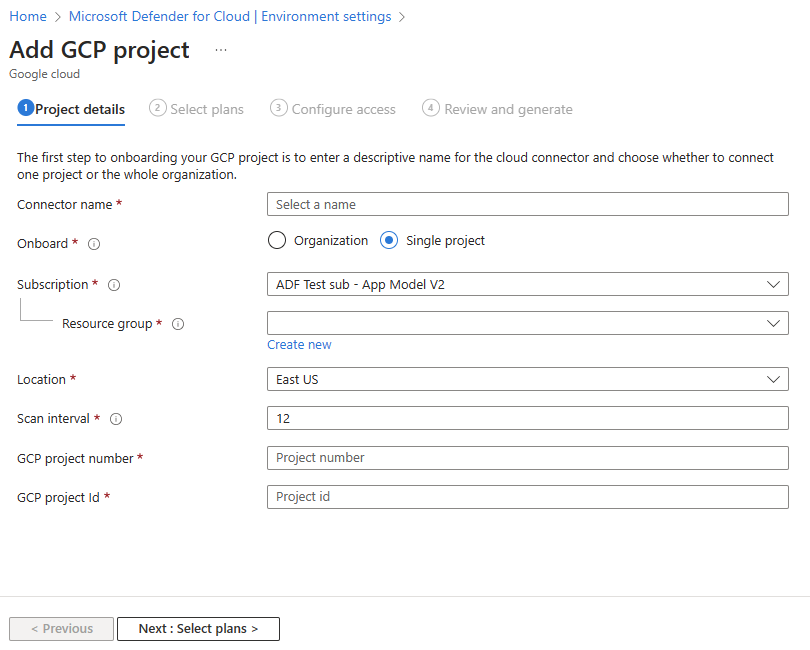 Home > Microsoft Defender for Cloud | Environment settings >
Add GCP project ...
Google cloud
1 Project details 2 Select plans 3 Configure access 4 Review and generate
The first step to onboarding your GCP project is to enter a descriptive name for the cloud connector and choose whether to connect
one project or the whole organization.
Connector name * Select a name
Onboard * Organization Single project
Subscription * ADF Test sub - App Model V2
Resource group *
Create new
Location * East US
Scan interval * 12
GCP project number * Project number
GCP project Id * Project id
< Previous Next : Select plans >